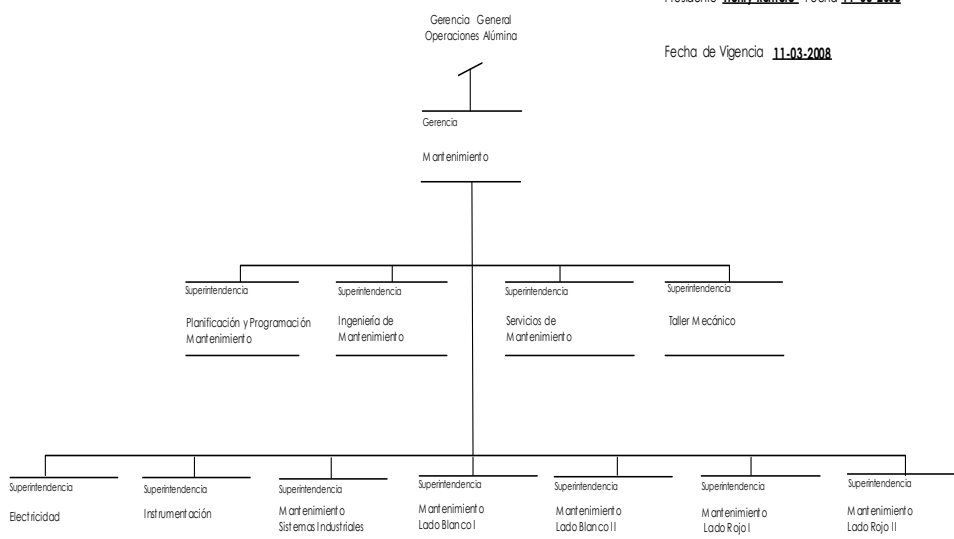 Gerencia General
Operaciones Alúmina
Fecha de Vigencia 11-03-2008
Gerencia
Mantenimiento
Superintendencia
Planificación y Programación
Mantenimiento
Superintendencia
Ingeniería de
Mantenimiento
Superintendencia
Servicios de
Mantenimiento
Superintendencia
Taller Mecánico
Superintendencia
Electricidad
Superintendencia
Instrumentación
Superintendencia
Mantenimiento
Sistemas Industriales
Superintendencia
Mantenimiento
Lado Blanco I
Superintendencia
Mantenimiento
Lado Blanco II
Superintendencia
Mantenimiento
Lado Rojo I
Superintendencia
Mantenimiento
Lado Rojo II